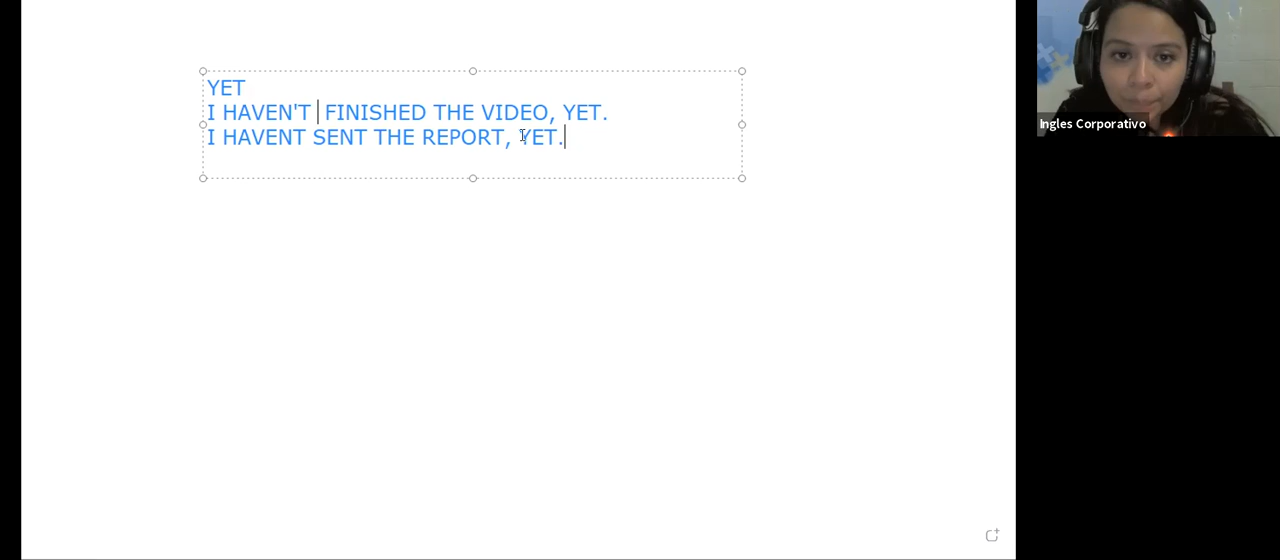 YET
I HAVEN'T FINISHED THE VIDEO, YET.
I HAVENT SENT THE REPORT, YET.
Ingles Corporativo